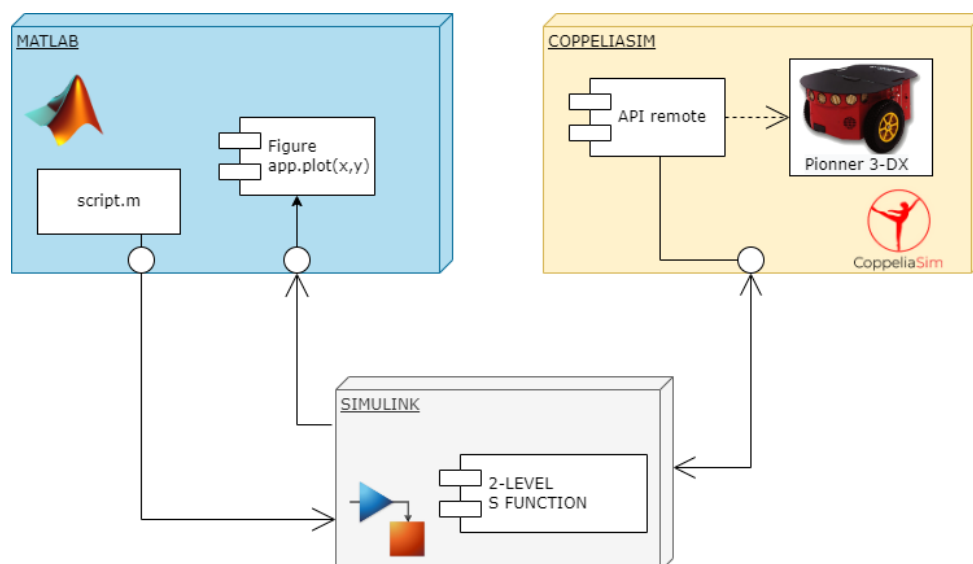 MATLAB
Figure
app.plot(x,y)
script.m
COPPELIASIM
API remote
Pionner 3-DX
CoppeliaSim
SIMULINK
2-LEVEL
S FUNCTION